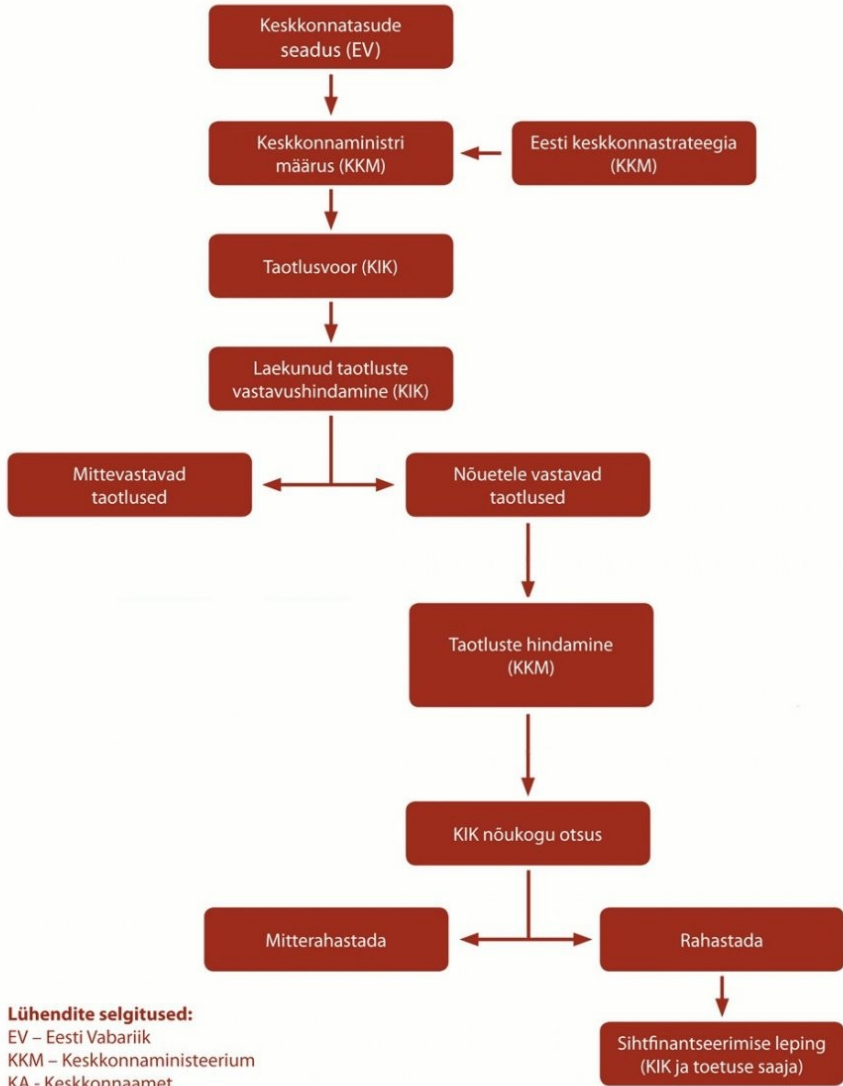 Keskkonnatasude
seadus (EV)
Keskkonnaministri
määrus (KKM)
Eesti keskkonnastrateegia
(KKM)
Taotlusvoor (KIK)
Laekunud taotluste
vastavushindamine (KIK)
Mittevastavad
taotlused
Nõuetele vastavad
taotlused
Taotluste hindamine
(KKM)
KIK nõukogu otsus
Mitterahastada
Rahastada
Sihtfinantseerimise leping
(KIK ja toetuse saaja)
Lühendite selgitused:
EV – Eesti Vabariik
KKM – Keskkonnaministeerium
KA - Keskkonnaamet